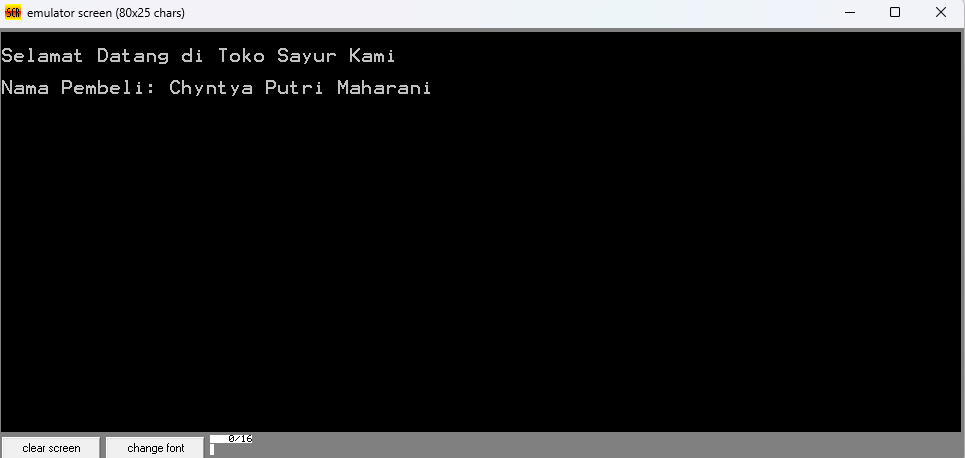 SCR emulator screen (80x25 chars)
Selamat Datang di Toko Sayur Kami
Nama Pembeli: Chyntya Putri Maharani
clear screen change font 0/16